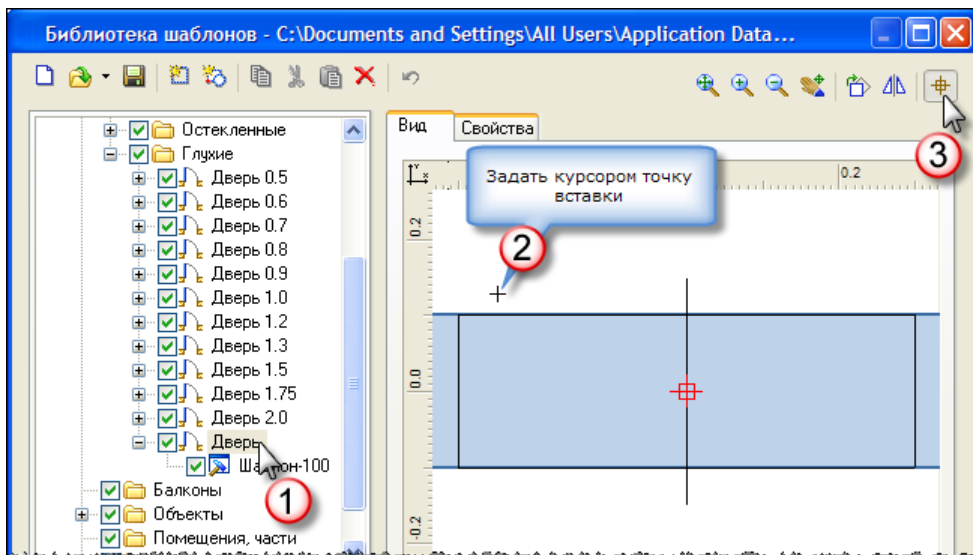 Библиотека шаблонов - C:\Documents and Settings\All Users\Application Data...
Остекленные
Глухие
Дверь 0.5
Дверь 0.6
Дверь 0.7
Дверь 0.8
Дверь 0.9
Дверь 1.0
Дверь 1.2
Дверь 1.3
Дверь 1.5
Дверь 1.75
Дверь 2.0
Дверь
Балконы
Объекты
Помещения, части
1
Вид
Свойства
3
Y
x
0.2
Задать курсором точку
вставки
2
0.2
0.0
-0.2